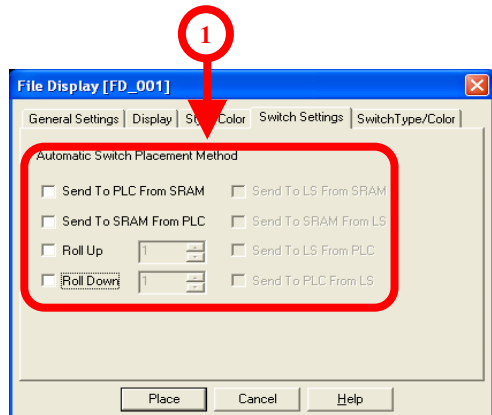 1
File Display [FD_001]
General Settings Display Color Switch Settings SwitchType/Color
Automatic Switch Placement Method
Send To PLC From SRAM Send To LS From SRAM
Send To SRAM From PLC Send To SRAM From LS
Roll Up 1 Send To LS From PLC
Roll Down 1 Send To PLC From LS
Place Cancel Help